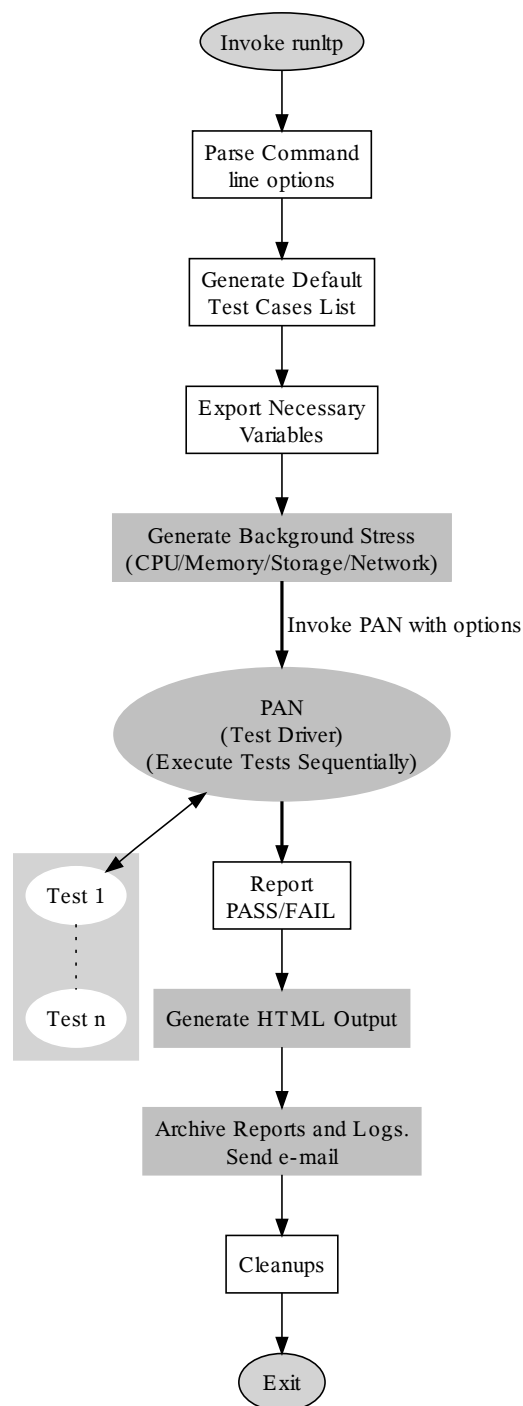 Invoke runltp
Parse Command
line options
Generate Default
Test Cases List
Export Necessary
Variables
Generate Background Stress
(CPU/Memory/Storage/Network)
Invoke PAN with options
PAN
(Test Driver)
(Execute Tests Sequentially)
Test 1
Test n
Report
PASS/FAIL
Generate HTML Output
Archive Reports and Logs.
Send e-mail
Cleanups
Exit